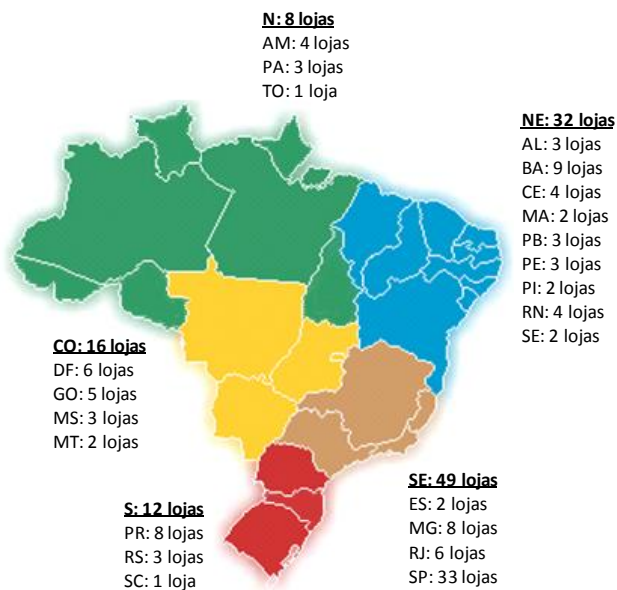 N: 8 lojas
AM: 4 lojas
PA: 3 lojas
TO: 1 loja
NE: 32 lojas
AL: 3 lojas
BA: 9 lojas
CE: 4 lojas
MA: 2 lojas
PB: 3 lojas
PE: 3 lojas
PI: 2 lojas
RN: 4 lojas
SE: 2 lojas
CO: 16 lojas
DF: 6 lojas
GO: 5 lojas
MS: 3 lojas
MT: 2 lojas
SE: 49 lojas
ES: 2 lojas
MG: 8 lojas
RJ: 6 lojas
SP: 33 lojas
S: 12 lojas
PR: 8 lojas
RS: 3 lojas
SC: 1 loja